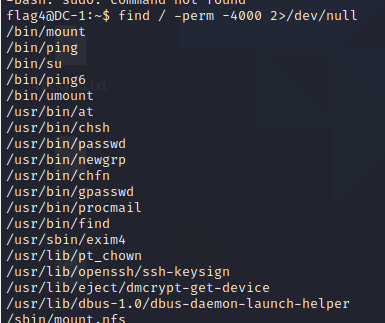 -bash: sudo: command not found
flag4@DC-1:~$ find / -perm -4000 2>/dev/null
/bin/mount
/bin/ping
/bin/su
/bin/ping6
/bin/umount
/usr/bin/at
/usr/bin/chsh
/usr/bin/passwd
/usr/bin/newgrp
/usr/bin/chfn
/usr/bin/gpasswd
/usr/bin/procmail
/usr/bin/find
/usr/sbin/exim4
/usr/lib/pt_chown
/usr/lib/openssh/ssh-keysign
/usr/lib/eject/dmcrypt-get-device
/usr/lib/dbus-1.0/dbus-daemon-launch-helper
/sbin/mount.nfs